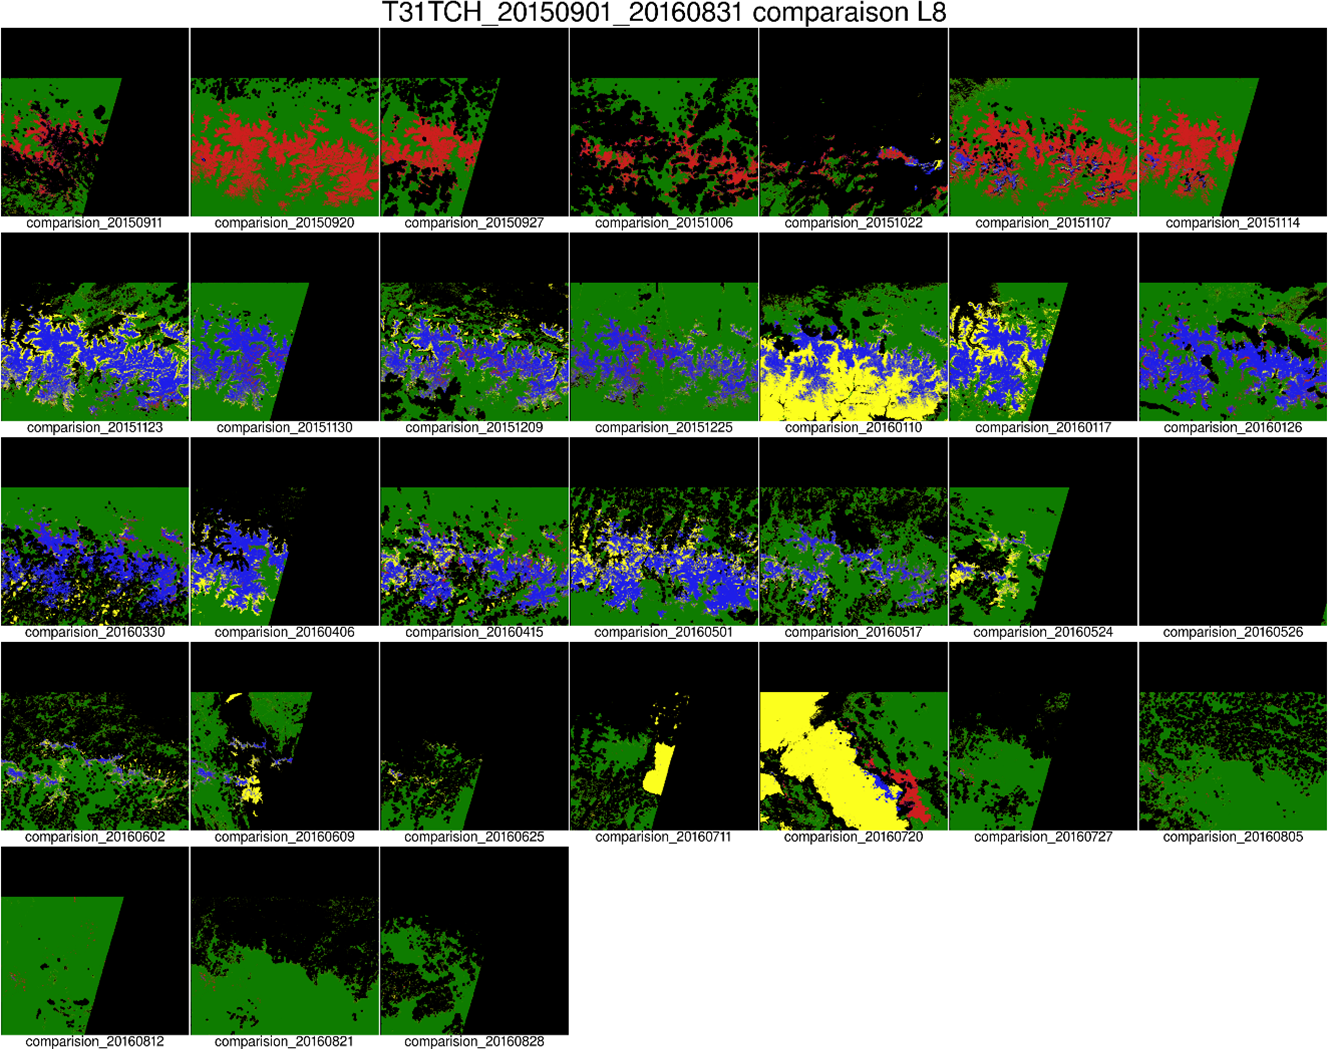 T31TCH_20150901_20160831 comparaison L8
comparision_20150911
comparision_20150920
comparision_20150927
comparision_20151006
comparision_20151022
comparision_20151107
comparision_20151114
comparision_20151123
comparision_20151130
comparision_20151209
comparision_20151225
comparision_20160110
comparision_20160117
comparision_20160126
comparision_20160330
comparision_20160406
comparision_20160415
comparision_20160501
comparision_20160517
comparision_20160524
comparision_20160526
comparision_20160602
comparision_20160609
comparision_20160625
comparision_20160711
comparision_20160720
comparision_20160727
comparision_20160805
comparision_20160812
comparision_20160821
comparision_20160828